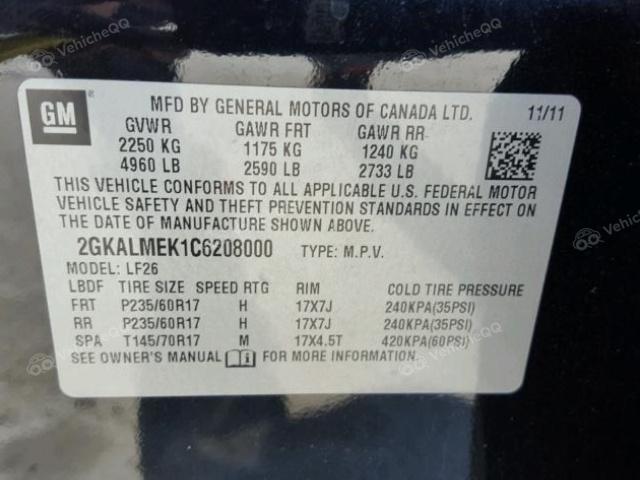 GM
MFD BY GENERAL MOTORS OF CANADA LTD. 11/11
GVWR GAWR FRT GAWR RR
2250 KG 1175 KG 1240 KG
4960 LB 2590 LB 2733 LB
THIS VEHICLE CONFORMS TO ALL APPLICABLE U.S. FEDERAL MOTOR
VEHICLE SAFETY AND THEFT PREVENTION STANDARDS IN EFFECT ON
THE DATE OF MANUFACTURE SHOWN ABOVE.
2GKALMEK1C6208000 TYPE: M.P.V.
MODEL: LF26
LBDF TIRE SIZE SPEED RTG RIM COLD TIRE PRESSURE
FRT P235/60R17 H 17X7J 240KPA(35PSI)
RR P235/60R17 H 17X7J 240KPA(35PSI)
SPA T145/70R17 M 17X4.5T 420KPA(60PSI)
SEE OWNER'S MANUAL FOR MORE INFORMATION
VehicleQQ